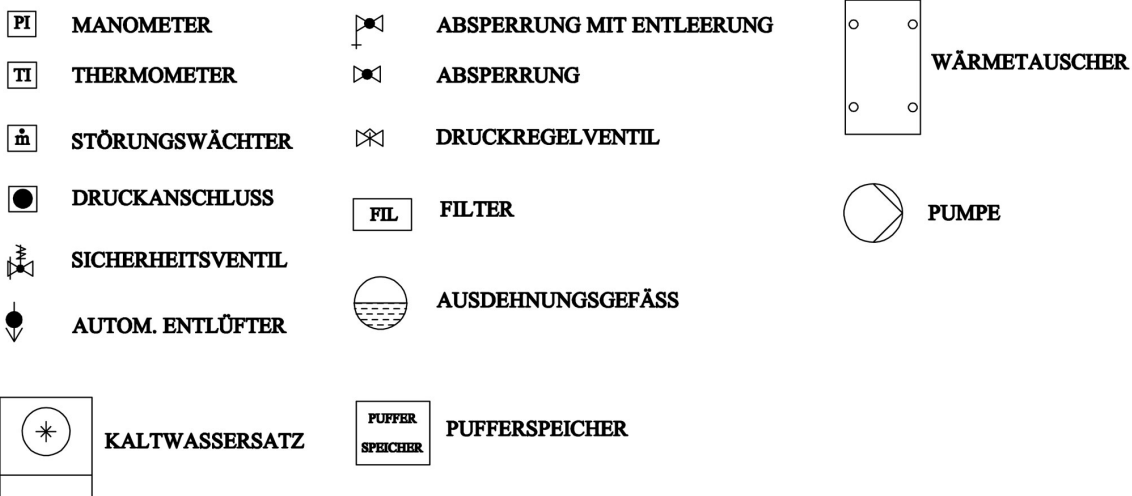 PI MANOMETER
TI THERMOMETER
ṁ STÖRUNGSWÄCHTER
DRUCKANSCHLUSS
SICHERHEITSVENTIL
AUTOM. ENTLÜFTER
KALTWASSERSATZ
ABSPERRUNG MIT ENTLEERUNG
ABSPERRUNG
DRUCKREGELVENTIL
FIL FILTER
AUSDEHNUNGSGEFÄSS
PUFFER
SPEICHER
PUFFERSPEICHER
WÄRMETAUSCHER
PUMPE